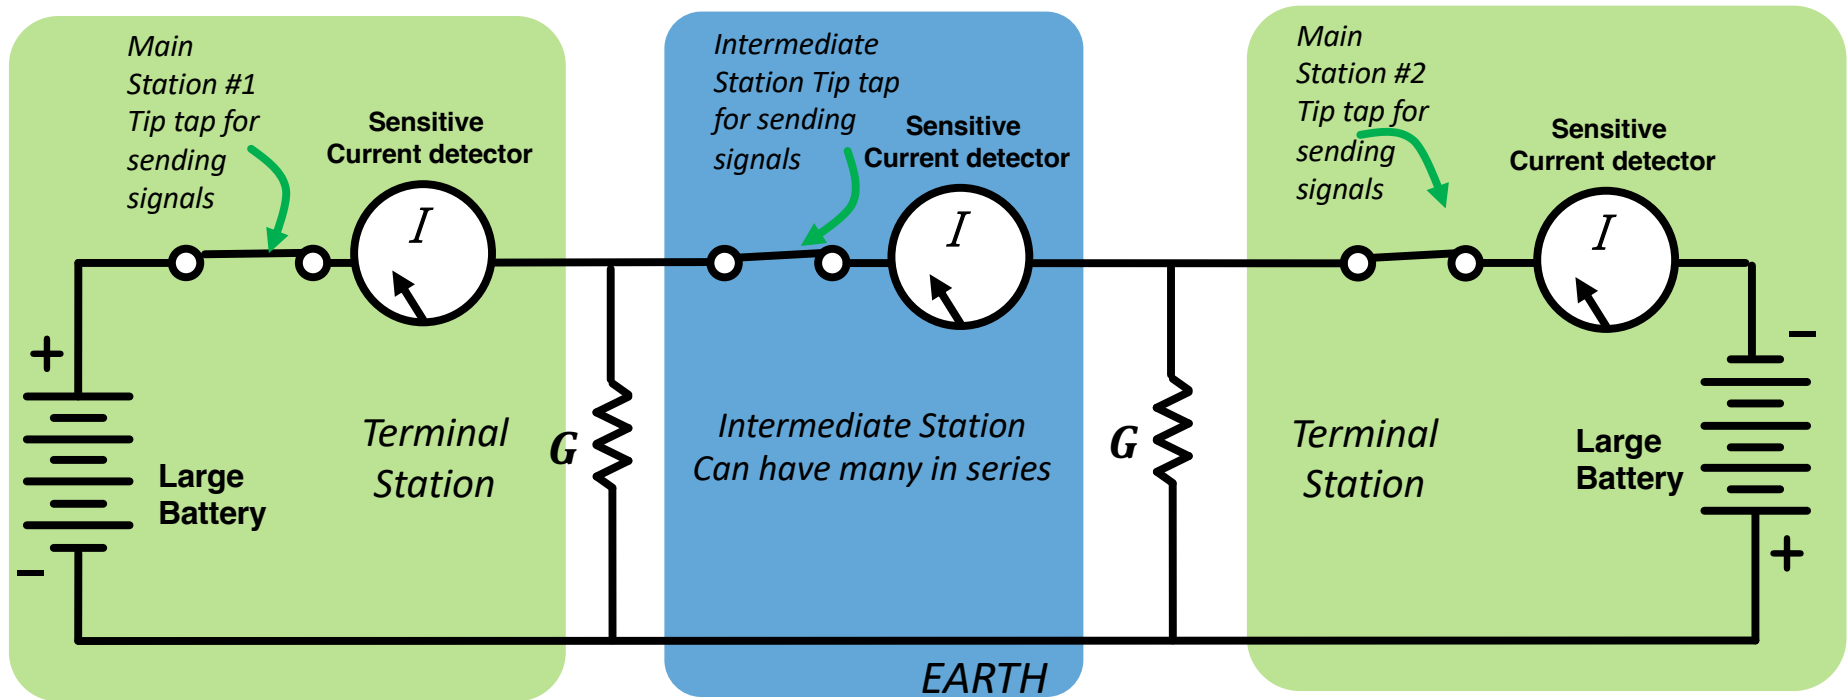 Main
Station #1
Tip tap for
sending
signals
Sensitive
Current detector
I
+
−
Large
Battery
Terminal
Station
G
Intermediate
Station Tip tap
for sending
signals
Sensitive
Current detector
I
Intermediate Station
Can have many in series
EARTH
G
Main
Station #2
Tip tap for
sending
signals
Sensitive
Current detector
I
Terminal
Station
Large
Battery
−
+